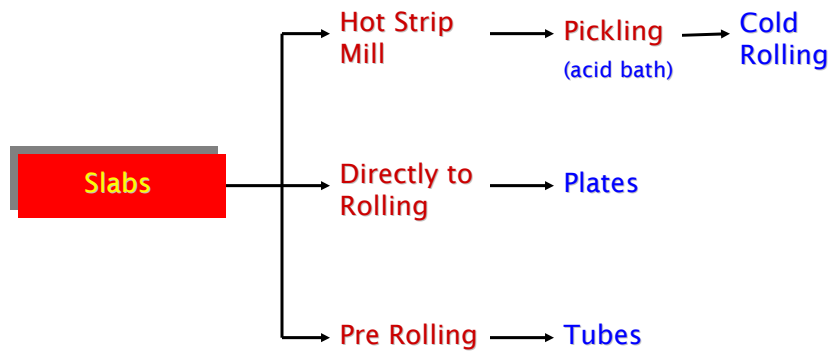 Slabs
Hot Strip
Mill
Pickling
(acid bath)
Cold
Rolling
Directly to
Rolling
Plates
Pre Rolling
Tubes